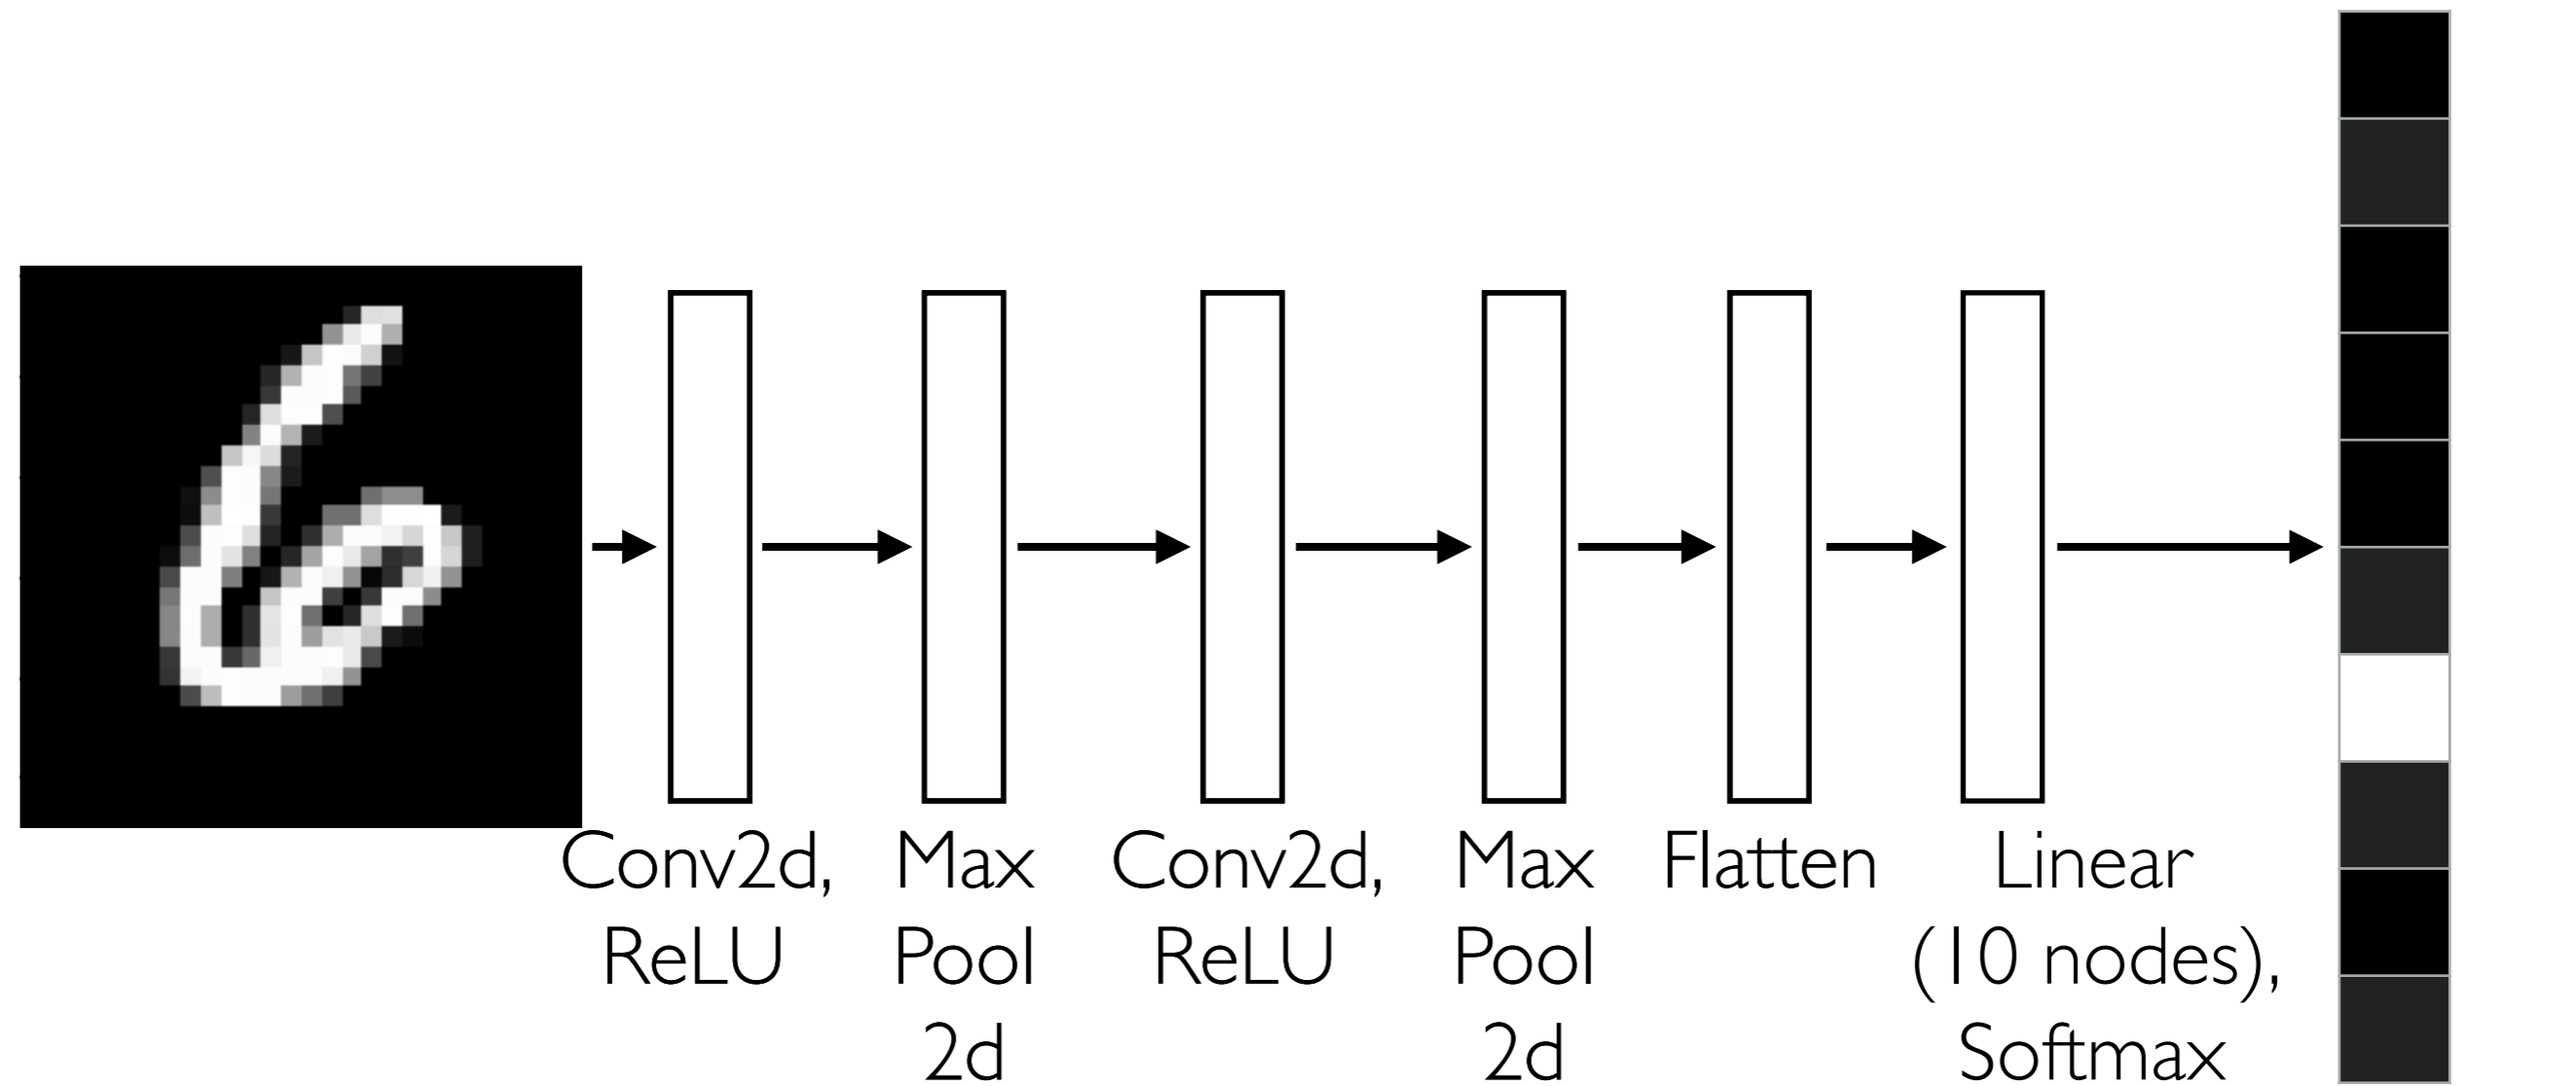 Conv2d,
ReLU
Max
Pool
2d
Conv2d,
ReLU
Max
Pool
2d
Flatten
Linear
(10 nodes),
Softmax